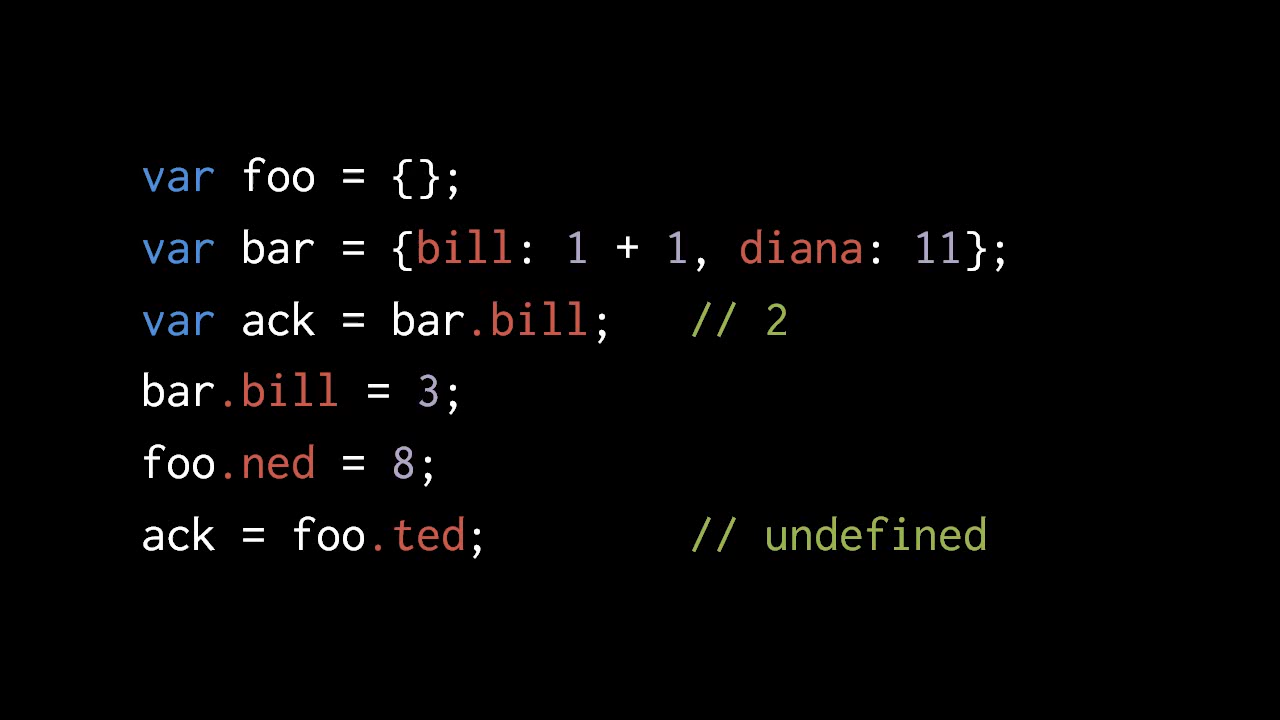 var foo = {};
var bar = {bill: 1 + 1, diana: 11};
var ack = bar.bill;   // 2
bar.bill = 3;
foo.ned = 8;
ack = foo.ted;        // undefined